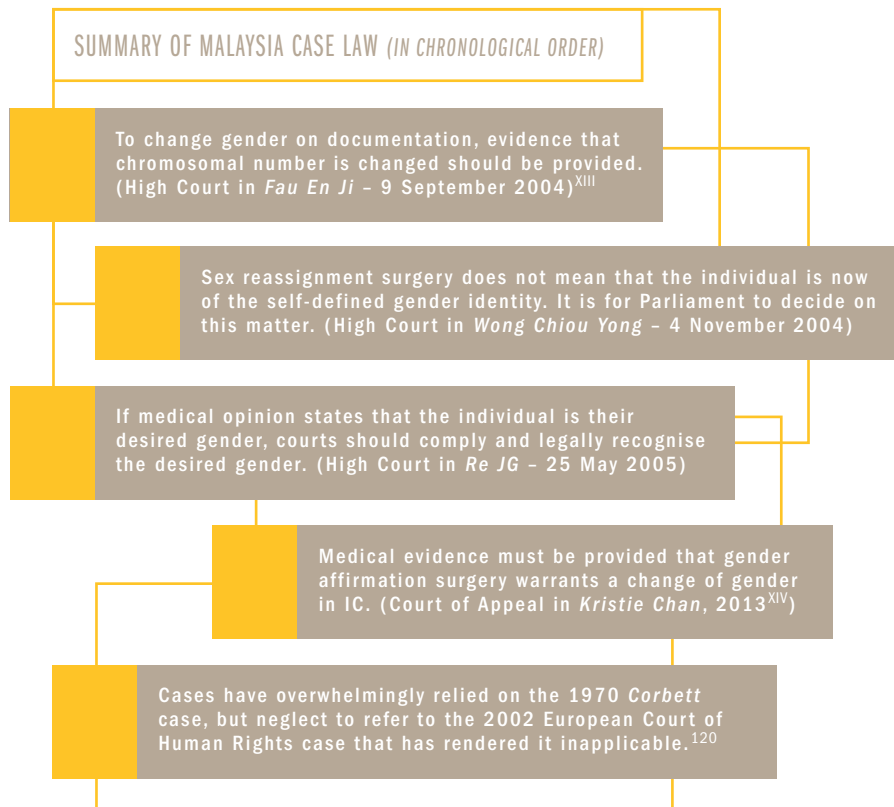 SUMMARY OF MALAYSIA CASE LAW (IN CHRONOLOGICAL ORDER)
To change gender on documentation, evidence that
chromosomal number is changed should be provided.
(High Court in Fau En Ji – 9 September 2004)XIII
Sex reassignment surgery does not mean that the individual is now
of the self-defined gender identity. It is for Parliament to decide on
this matter. (High Court in Wong Chiou Yong – 4 November 2004)
If medical opinion states that the individual is their
desired gender, courts should comply and legally recognise
the desired gender. (High Court in Re JG – 25 May 2005)
Medical evidence must be provided that gender
affirmation surgery warrants a change of gender
in IC. (Court of Appeal in Kristie Chan, 2013XIV)
Cases have overwhelmingly relied on the 1970 Corbett
case, but neglect to refer to the 2002 European Court of
Human Rights case that has rendered it inapplicable.120